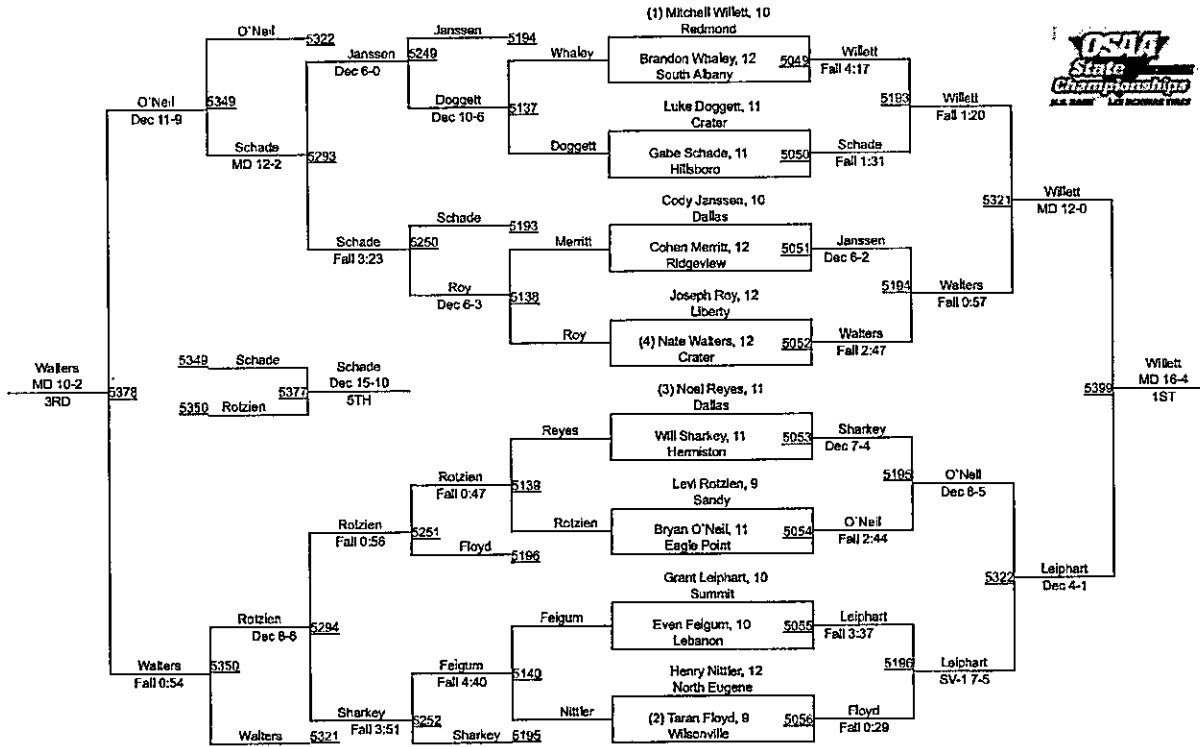 OSAA
State
Championships
(1) Mitchell Willett, 10
Redmond
Brandon Whaley, 12
South Albany
5049
Luke Doggett, 11
Crater
Gabe Schade, 11
Hillsboro
5050
Cody Janssen, 10
Dallas
Cohen Merritt, 12
Ridgeview
5051
Joseph Roy, 12
Liberty
(4) Nate Walters, 12
Crater
5052
(3) Noel Reyes, 11
Dallas
Will Sharkey, 11
Hermiston
5053
Levi Rotzien, 9
Sandy
Bryan O'Neil, 11
Eagle Point
5054
Grant Leiphart, 10
Summit
Even Feigum, 10
Lebanon
5055
Henry Nittler, 12
North Eugene
(2) Taran Floyd, 9
Wilsonville
5056
Willett
Fall 4:17
5193
Schade
Fall 1:31
Janssen
Dec 6-2
5194
Walters
Fall 2:47
Sharkey
Dec 7-4
5195
O'Neil
Fall 2:44
Leiphart
Fall 3:37
5196
Floyd
Fall 0:29
Willett
Fall 1:20
5321
Walters
Fall 0:57
O'Neil
Dec 8-5
5322
Leiphart
SV-1 7-5
Willett
MD 12-0
5399
Leiphart
Dec 4-1
Willett
MD 16-4
1ST
Whaley
5137
Doggett
Merritt
5138
Roy
Reyes
5139
Rotzien
Feigum
5140
Nittler
Janssen
5194
5249
Doggett
Dec 10-6
Schade
5193
5250
Roy
Dec 6-3
Rotzien
Fall 0:47
5251
Floyd
5196
Feigum
Fall 4:40
5252
Sharkey
5195
Janssen
Dec 6-0
5293
Schade
Fall 3:23
Rotzien
Fall 0:56
5294
Sharkey
Fall 3:51
O'Neil
5322
5349
Schade
MD 12-2
Rotzien
Dec 8-6
5350
Walters
5321
O'Neil
Dec 11-9
5378
Walters
Fall 0:54
Walters
MD 10-2
3RD
5349
Schade
5377
5350
Rotzien
Schade
Dec 15-10
5TH